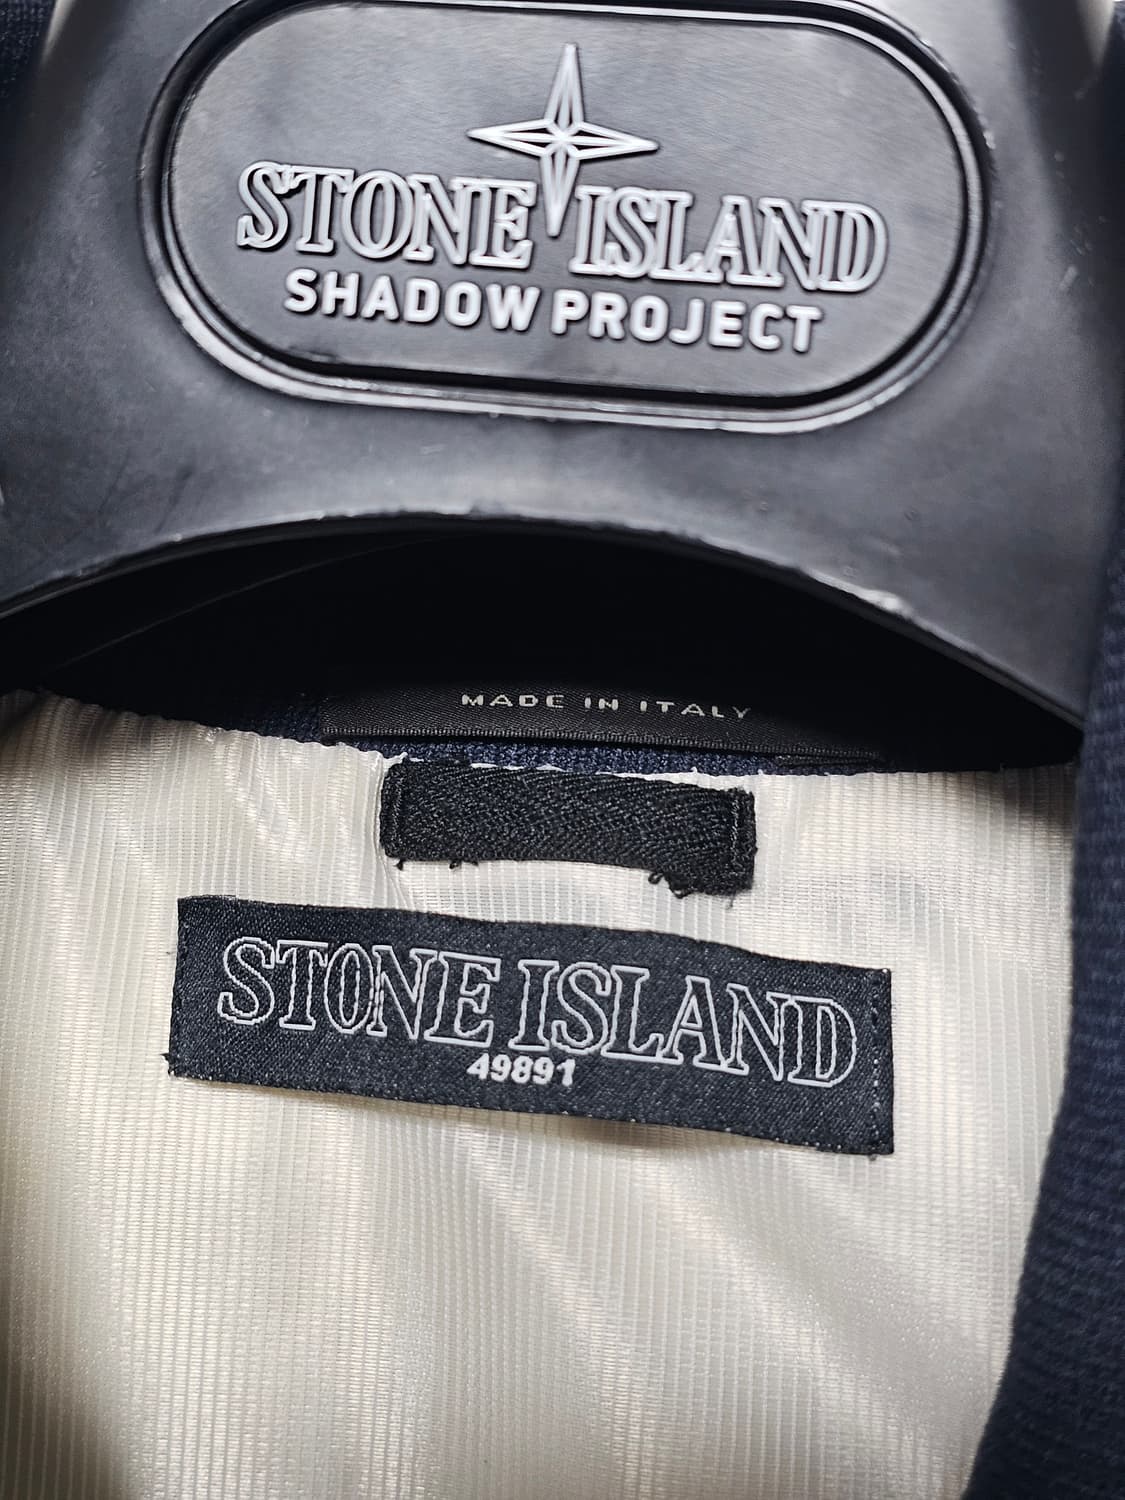 STONE ISLAND
SHADOW PROJECT
MADE IN ITALY
STONE ISLAND
49891